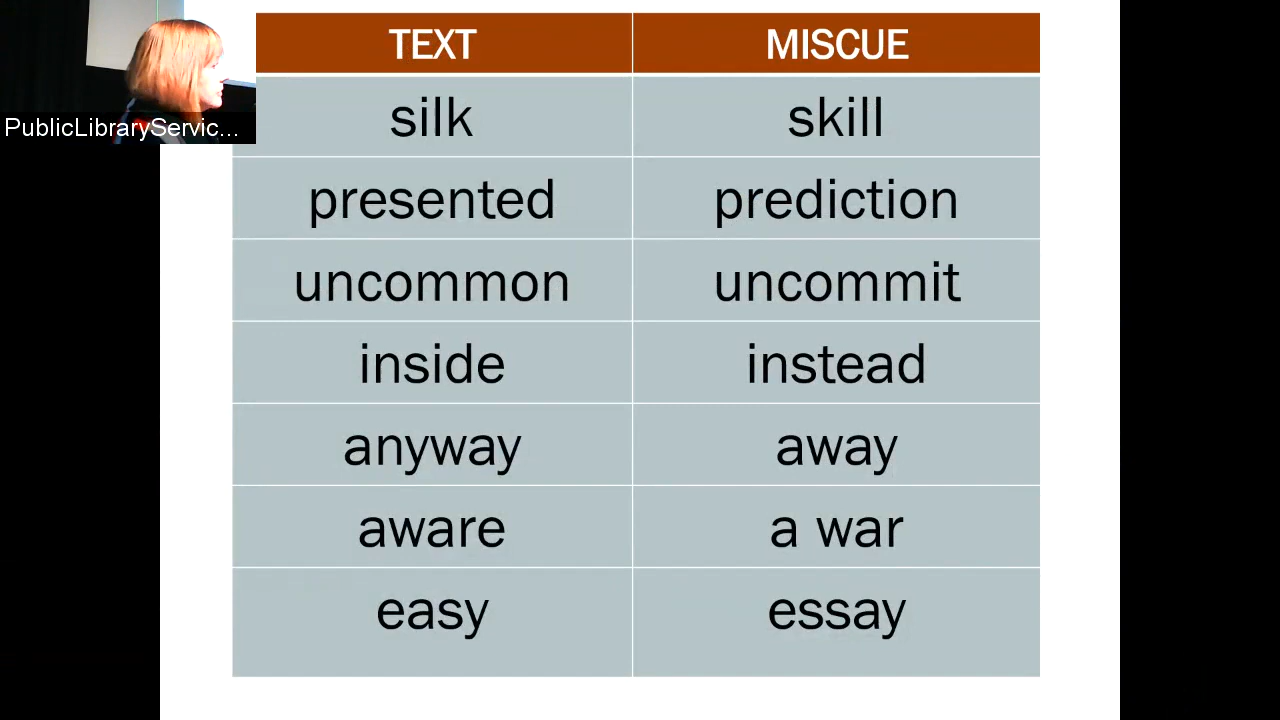 TEXT MISCUE
PublicLibraryServic...
silk skill
presented prediction
uncommon uncommit
inside instead
anyway away
aware a war
easy essay